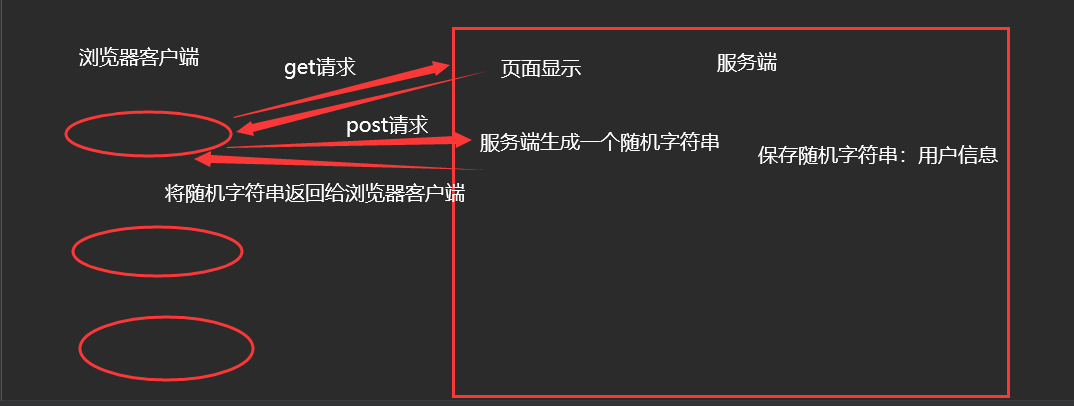 浏览器客户端
get请求
页面显示
服务端
post请求
服务端生成一个随机字符串
保存随机字符串：用户信息
将随机字符串返回给浏览器客户端